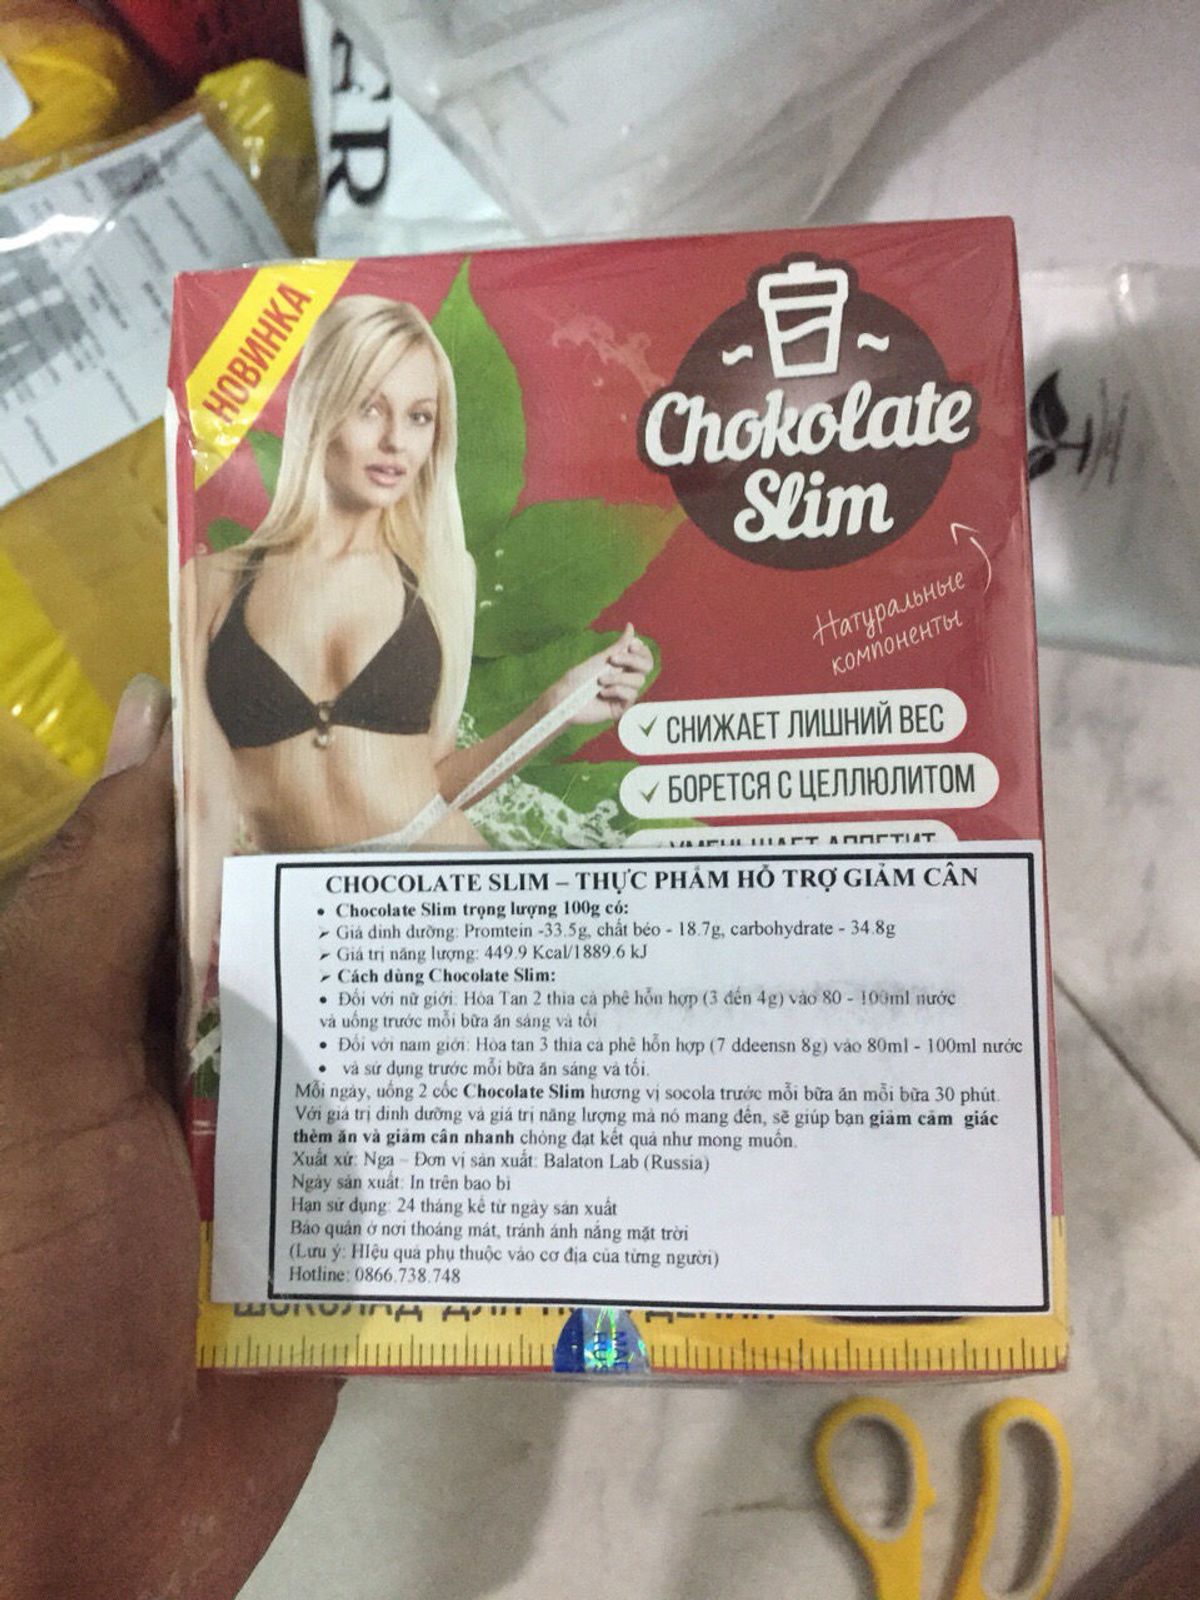 GR
НОВИНКА
Chokolate
Slim
Натуральные
компоненты
СНИЖАЕТ ЛИШНИЙ ВЕС
БОРЕТСЯ С ЦЕЛЛЮЛИТОМ
УМЕНЬШАЕТ АППЕТИТ
CHOCOLATE SLIM – THỰC PHẨM HỖ TRỢ GIẢM CÂN
• Chocolate Slim trọng lượng 100g có:
➢ Giá dinh dưỡng: Promtein -33.5g, chất béo - 18.7g, carbohydrate - 34.8g
➢ Giá trị năng lượng: 449.9 Kcal/1889.6 kJ
➢ Cách dùng Chocolate Slim:
• Đối với nữ giới: Hòa Tan 2 thìa cà phê hỗn hợp (3 đến 4g) vào 80 - 100ml nước
và uống trước mỗi bữa ăn sáng và tối
• Đối với nam giới: Hòa tan 3 thìa cà phê hỗn hợp (7 ddeensn 8g) vào 80ml - 100ml nước
• và sử dụng trước mỗi bữa ăn sáng và tối.
Mỗi ngày, uống 2 cốc Chocolate Slim hương vị socola trước mỗi bữa ăn mỗi bữa 30 phút.
Với giá trị dinh dưỡng và giá trị năng lượng mà nó mang đến, sẽ giúp bạn giảm cảm giác
thèm ăn và giảm cân nhanh chóng đạt kết quả như mong muốn.
Xuất xứ: Nga – Đơn vị sản xuất: Balaton Lab (Russia)
Ngày sản xuất: In trên bao bì
Hạn sử dụng: 24 tháng kể từ ngày sản xuất
Bảo quản ở nơi thoáng mát, tránh ánh nắng mặt trời
(Lưu ý: HIệu quả phụ thuộc vào cơ địa của từng người)
Hotline: 0866.738.748
ШОКОЛАД ДЛЯ